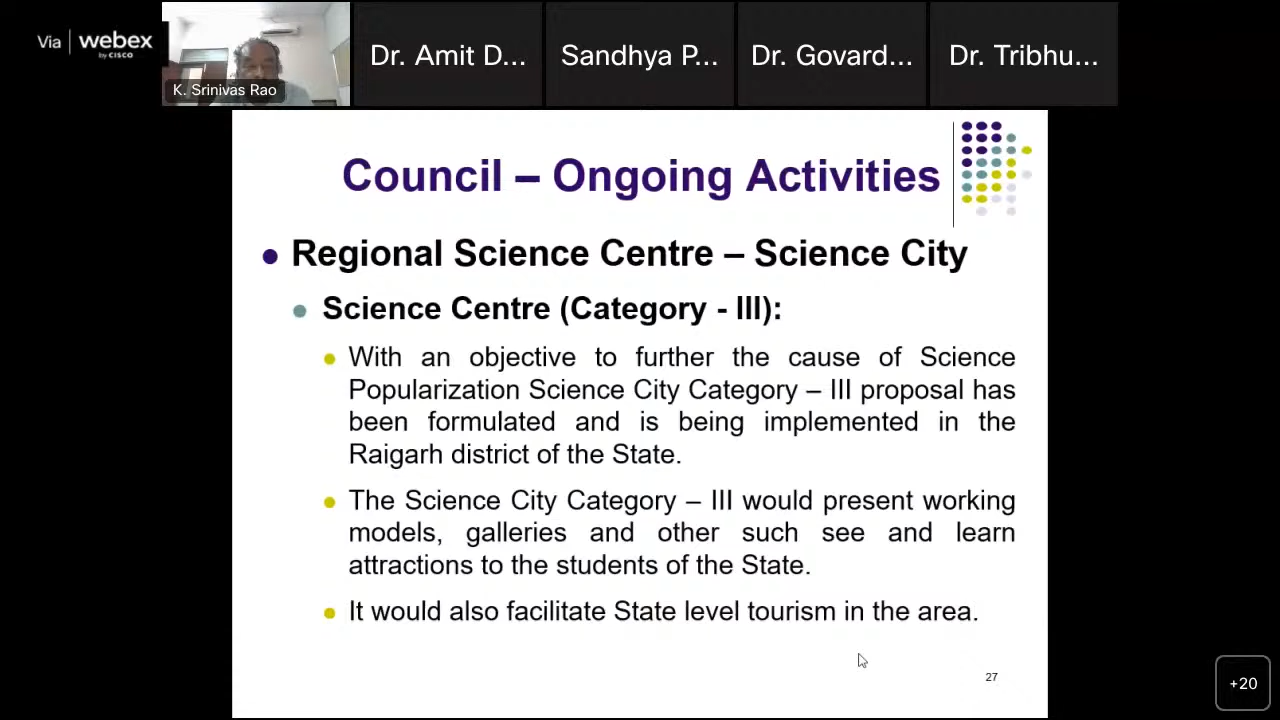 Via webex
by CISCO
K. Srinivas Rao
Dr. Amit D...
Sandhya P...
Dr. Govard...
Dr. Tribhu...
Council – Ongoing Activities
Regional Science Centre – Science City
Science Centre (Category - III):
With an objective to further the cause of Science
Popularization Science City Category – III proposal has
been formulated and is being implemented in the
Raigarh district of the State.
The Science City Category – III would present working
models, galleries and other such see and learn
attractions to the students of the State.
It would also facilitate State level tourism in the area.
27
+20